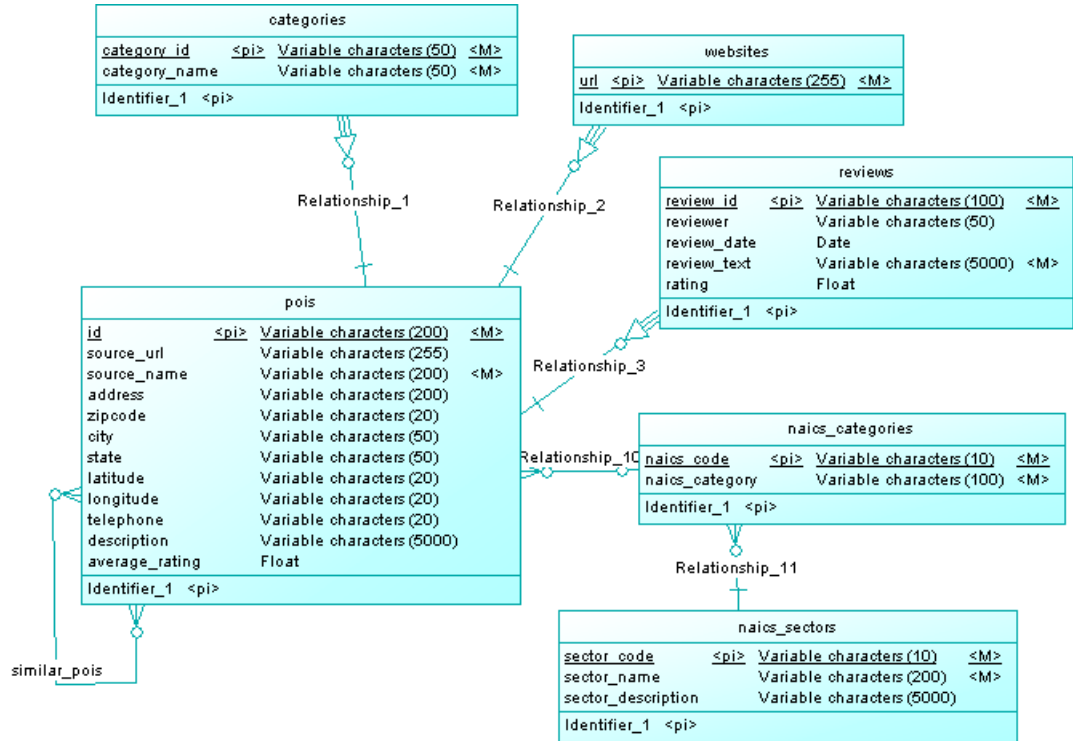 categories
category_id <pi> Variable characters (50) <M>
category_name Variable characters (50) <M>
Identifier_1 <pi>
websites
url <pi> Variable characters (255) <M>
Identifier_1 <pi>
Relationship_1
Relationship_2
reviews
review_id <pi> Variable characters (100) <M>
reviewer Variable characters (50)
review_date Date
review_text Variable characters (5000) <M>
rating Float
Identifier_1 <pi>
Relationship_3
pois
id <pi> Variable characters (200) <M>
source_url Variable characters (255)
source_name Variable characters (200) <M>
address Variable characters (200)
zipcode Variable characters (20)
city Variable characters (50)
state Variable characters (50)
latitude Variable characters (20)
longitude Variable characters (20)
telephone Variable characters (20)
description Variable characters (5000)
average_rating Float
Identifier_1 <pi>
similar_pois
Relationship_10
naics_categories
naics_code <pi> Variable characters (10) <M>
naics_category Variable characters (100) <M>
Identifier_1 <pi>
Relationship_11
naics_sectors
sector_code <pi> Variable characters (10) <M>
sector_name Variable characters (200) <M>
sector_description Variable characters (5000)
Identifier_1 <pi>